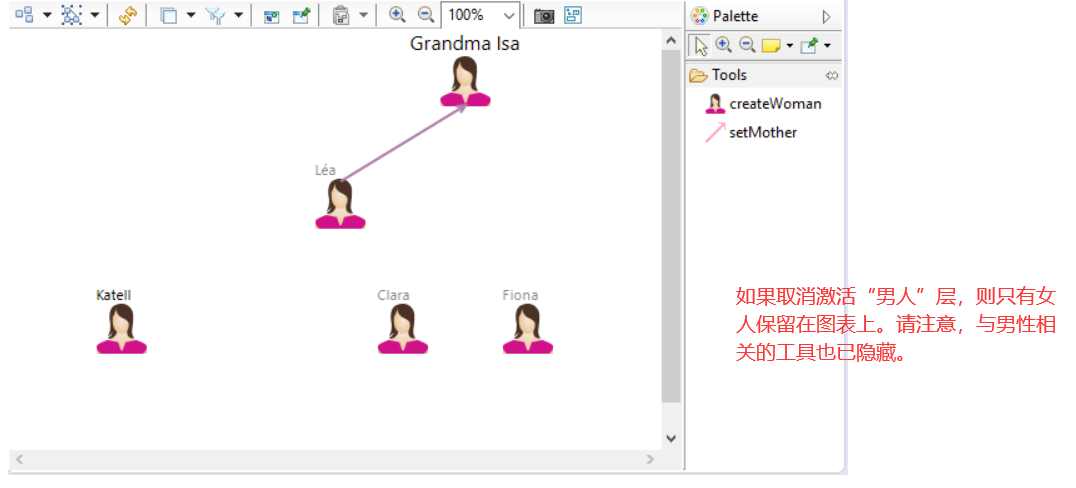 100%
Palette
Grandma Isa
Tools
createWoman
setMother
Léa
Katell
Clara
Fiona
如果取消激活“男人”层，则只有女
人保留在图表上。请注意，与男性相
关的工具也已隐藏。